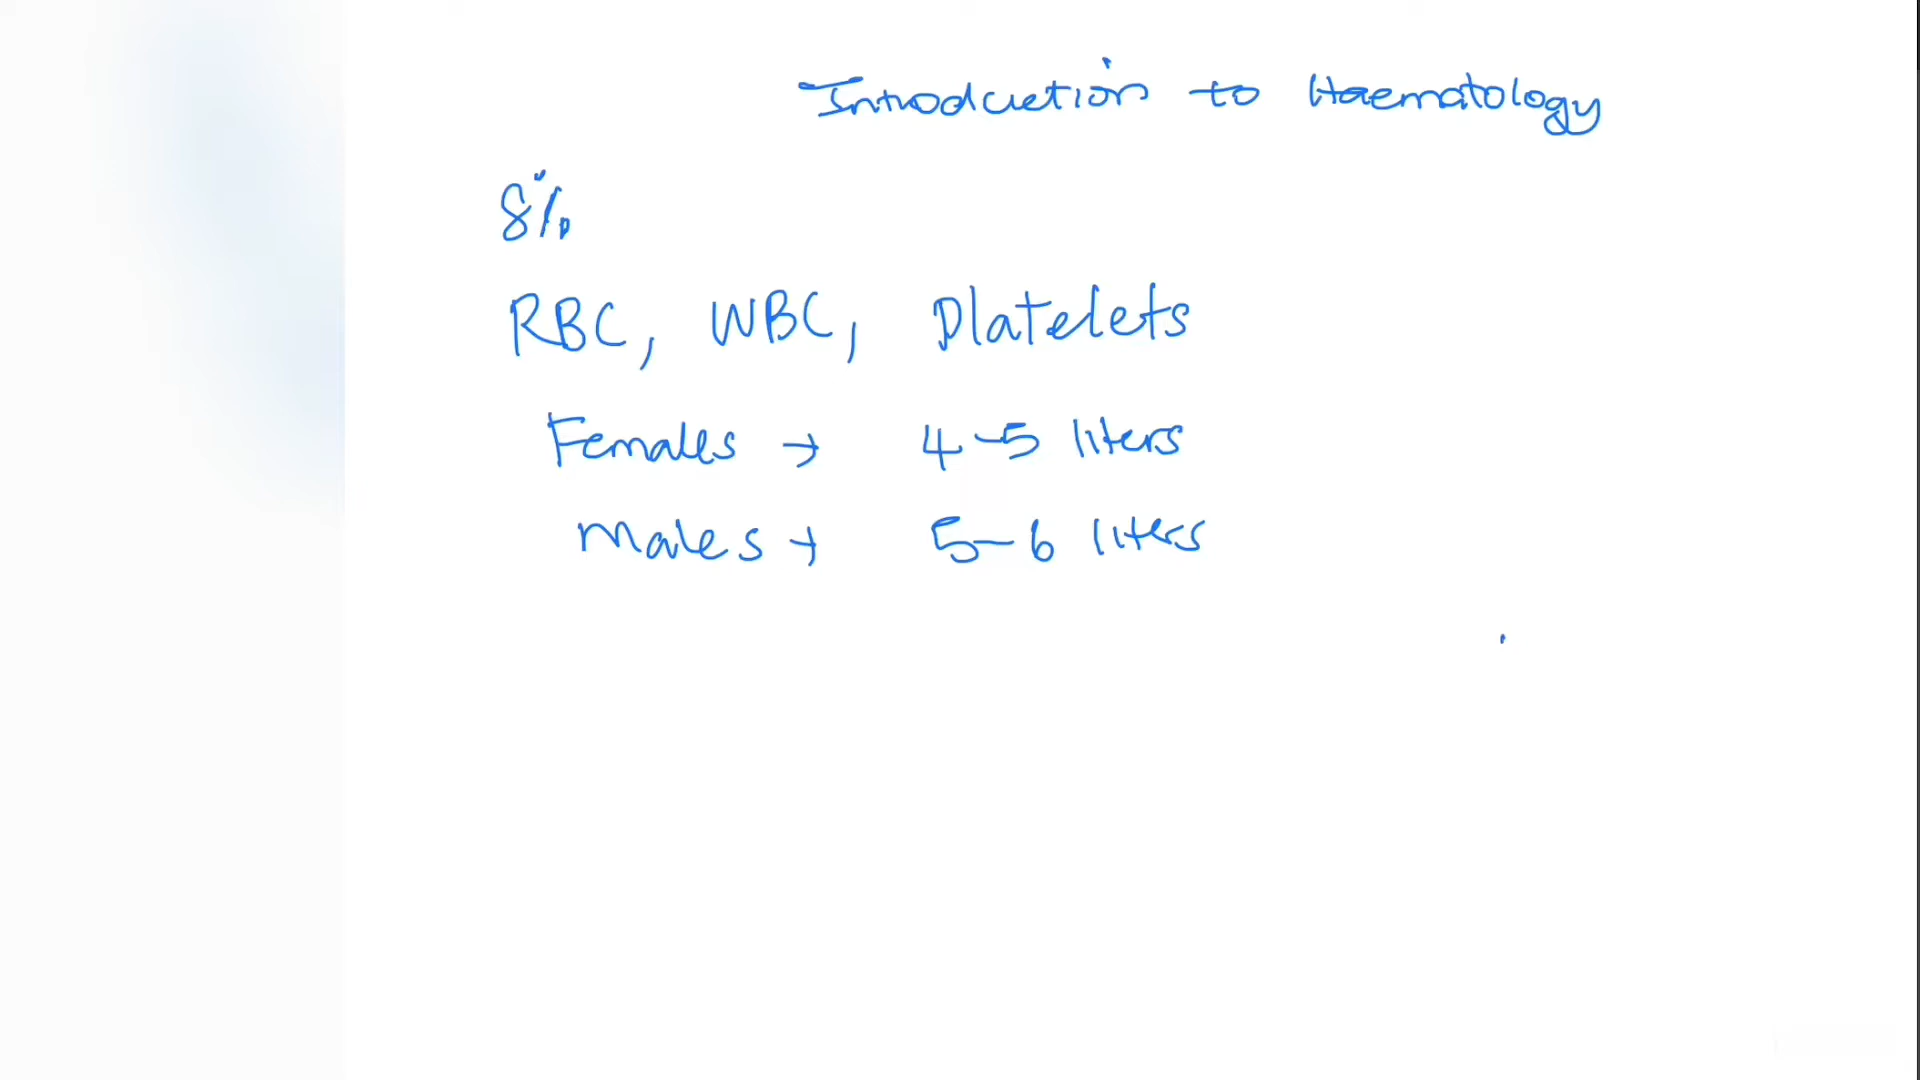 Introduction to Haematology
8%
RBC, WBC, Platelets
Females → 4-5 liters
Males → 5-6 liters